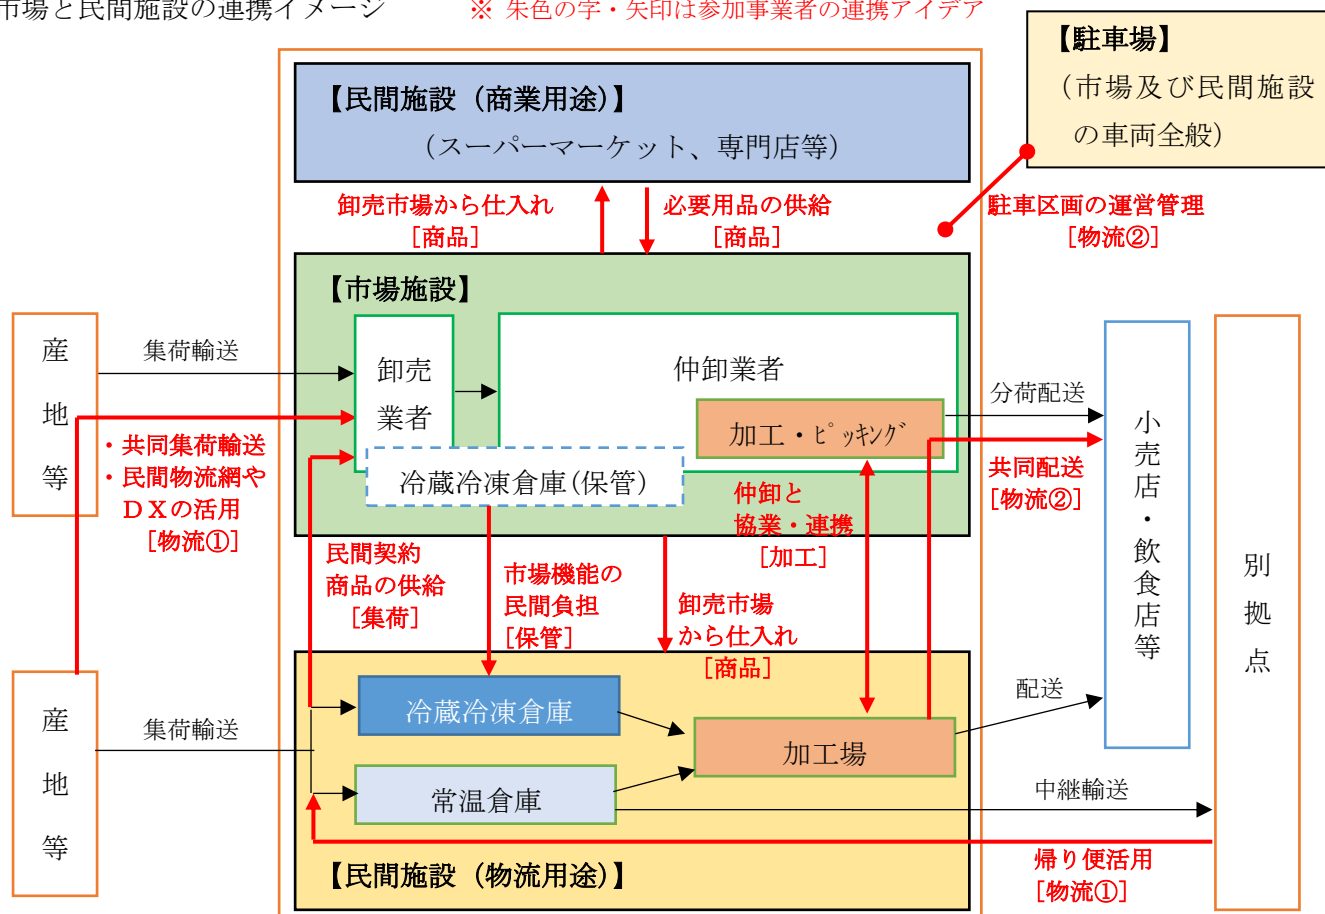 市場と民間施設の連携イメージ
※ 朱色の字・矢印は参加事業者の連携アイデア
【駐車場】
(市場及び民間施設
の車両全般)
【民間施設（商業用途)】
(スーパーマーケット、専門店等)
卸売市場から仕入れ
[商品]
必要用品の供給
[商品]
駐車区画の運営管理
[物流②]
【市場施設】
産
地
等
集荷輸送
卸売
業者
仲卸業者
加工・ﾋﾟｯｷﾝｸﾞ
冷蔵冷凍倉庫(保管)
分荷配送
小売店・飲食店等
別拠点
・共同集荷輸送
・民間物流網や
ＤＸの活用
[物流①]
共同配送
[物流②]
仲卸と
協業・連携
[加工]
民間契約
商品の供給
[集荷]
市場機能の
民間負担
[保管]
卸売市場
から仕入れ
[商品]
産
地
等
集荷輸送
冷蔵冷凍倉庫
常温倉庫
加工場
配送
中継輸送
帰り便活用
[物流①]
【民間施設（物流用途)】